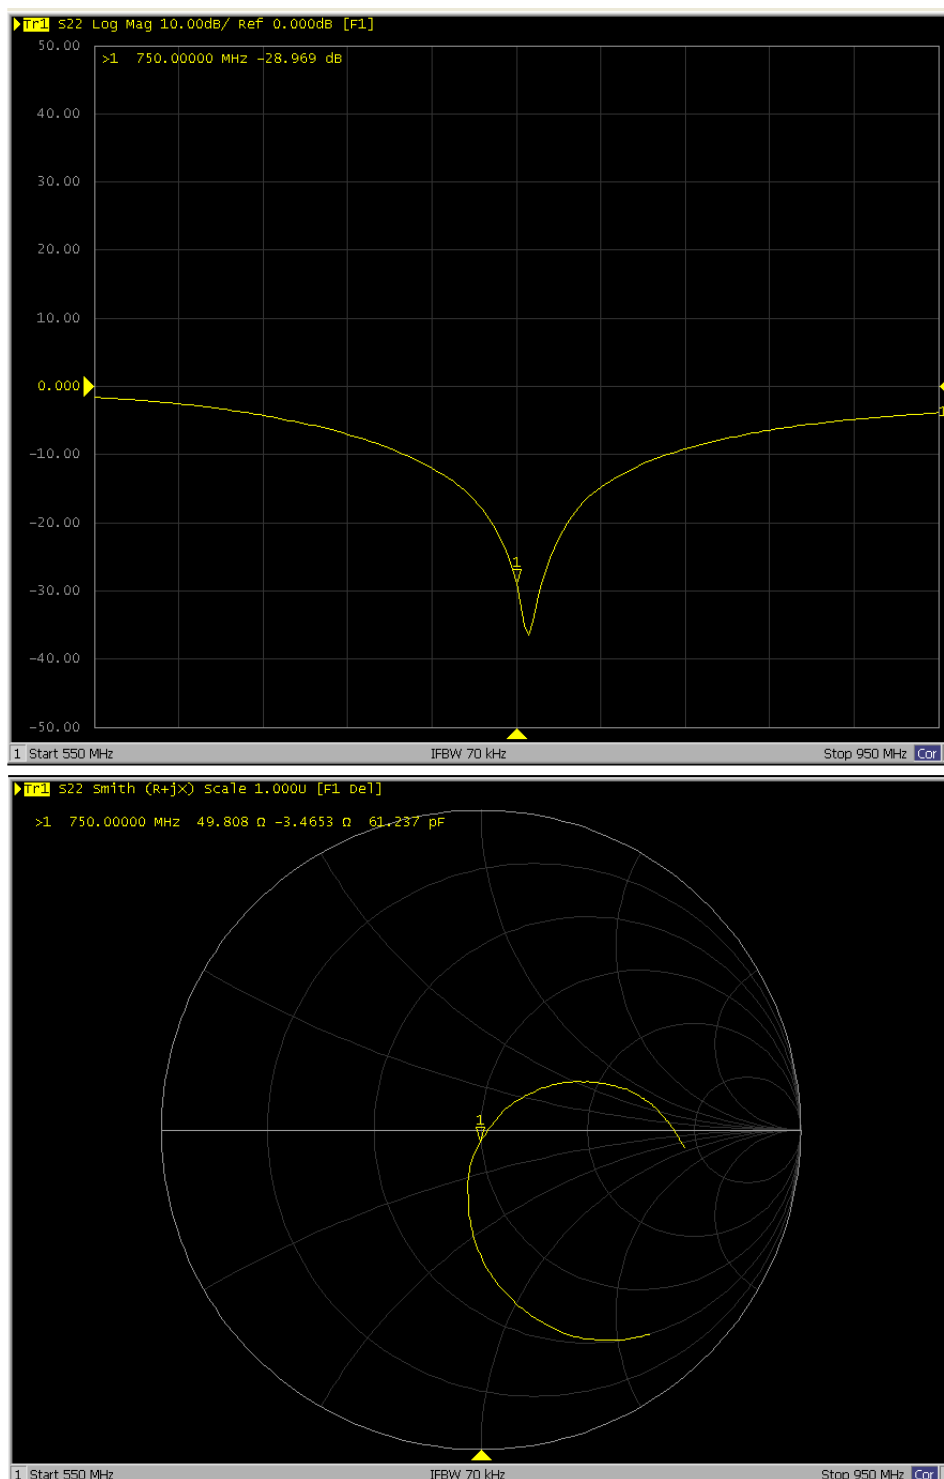 Tr1 S22 Log Mag 10.00dB/ Ref 0.000dB [F1]
50.00
>1 750.00000 MHz -28.969 dB
40.00
30.00
20.00
10.00
0.000
1
-10.00
-20.00
1
-30.00
-40.00
-50.00
1 Start 550 MHz IFBW 70 kHz Stop 950 MHz Cor
Tr1 S22 Smith (R+jX) Scale 1.000U [F1 Del]
>1 750.00000 MHz 49.808 Ω -3.4653 Ω 61.237 pF
1
1 Start 550 MHz IFBW 70 kHz Stop 950 MHz Cor